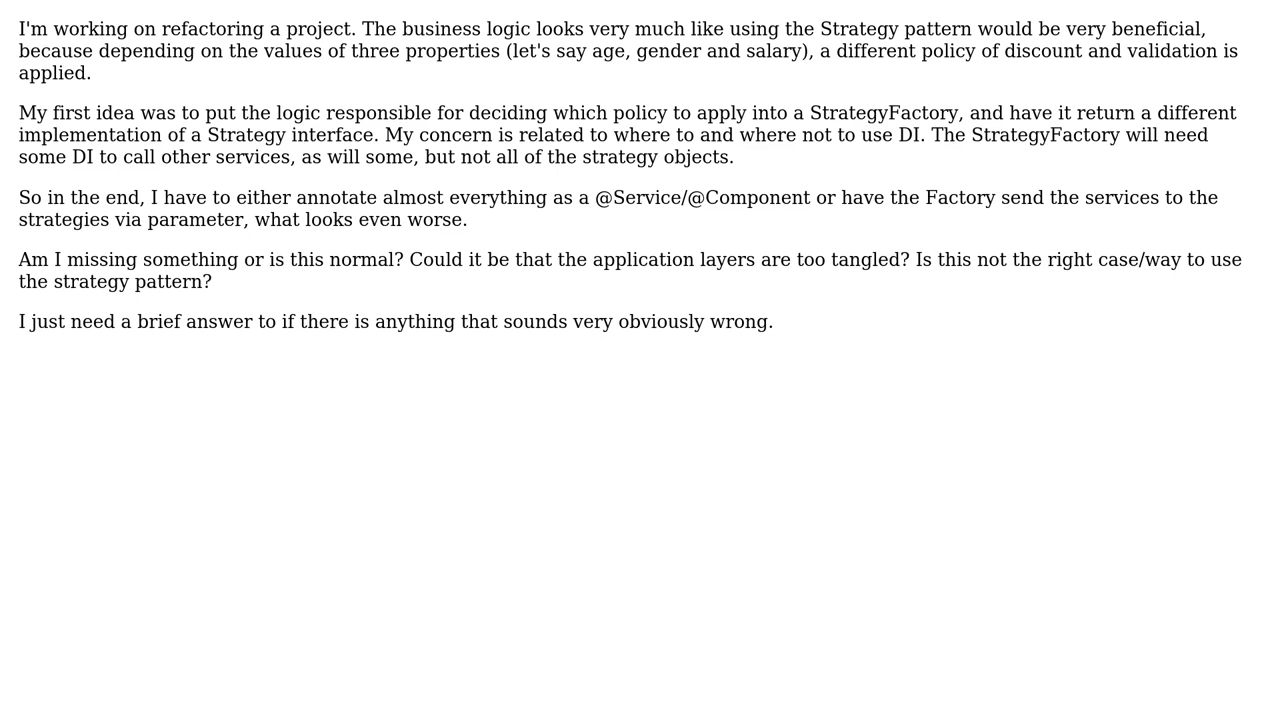 I'm working on refactoring a project. The business logic looks very much like using the Strategy pattern would be very beneficial,
because depending on the values of three properties (let's say age, gender and salary), a different policy of discount and validation is
applied.
My first idea was to put the logic responsible for deciding which policy to apply into a StrategyFactory, and have it return a different
implementation of a Strategy interface. My concern is related to where to and where not to use DI. The StrategyFactory will need
some DI to call other services, as will some, but not all of the strategy objects.
So in the end, I have to either annotate almost everything as a @Service/@Component or have the Factory send the services to the
strategies via parameter, what looks even worse.
Am I missing something or is this normal? Could it be that the application layers are too tangled? Is this not the right case/way to use
the strategy pattern?
I just need a brief answer to if there is anything that sounds very obviously wrong.